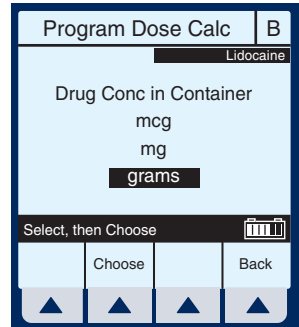 Program Dose Calc B
Lidocaine
Drug Conc in Container
mcg
mg
grams
Select, then Choose
Choose Back